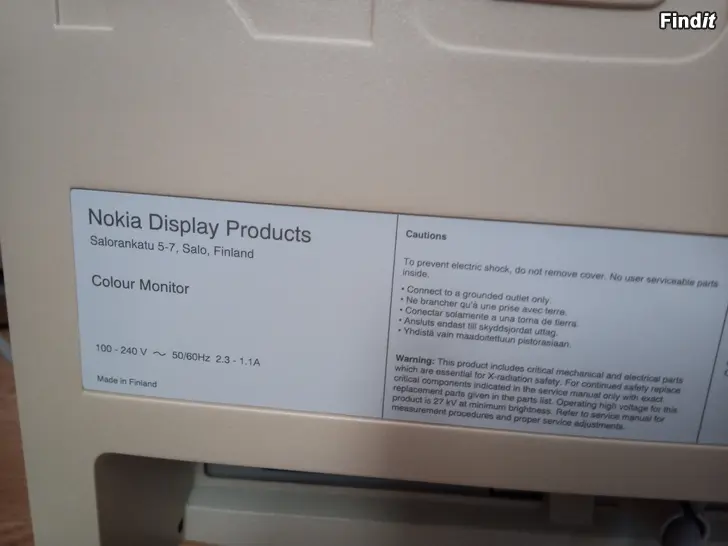 Findit
Nokia Display Products
Salorankatu 5-7, Salo, Finland
Colour Monitor
100 - 240 V ~ 50/60Hz 2.3 - 1.1A
Made in Finland
Cautions
To prevent electric shock, do not remove cover. No user serviceable parts
inside.
• Connect to a grounded outlet only.
• Ne brancher qu'à une prise avec terre.
• Conectar solamente a una toma de tierra.
• Ansluts endast till skyddsjordat uttag.
• Yhdistä vain maadoitettuun pistorasiaan.
Warning: This product includes critical mechanical and electrical parts
which are essential for X-radiation safety. For continued safety replace
critical components indicated in the service manual only with exact
replacement parts given in the parts list. Operating high voltage for this
product is 27 kV at minimum brightness. Refer to service manual for
measurement procedures and proper service adjustments.